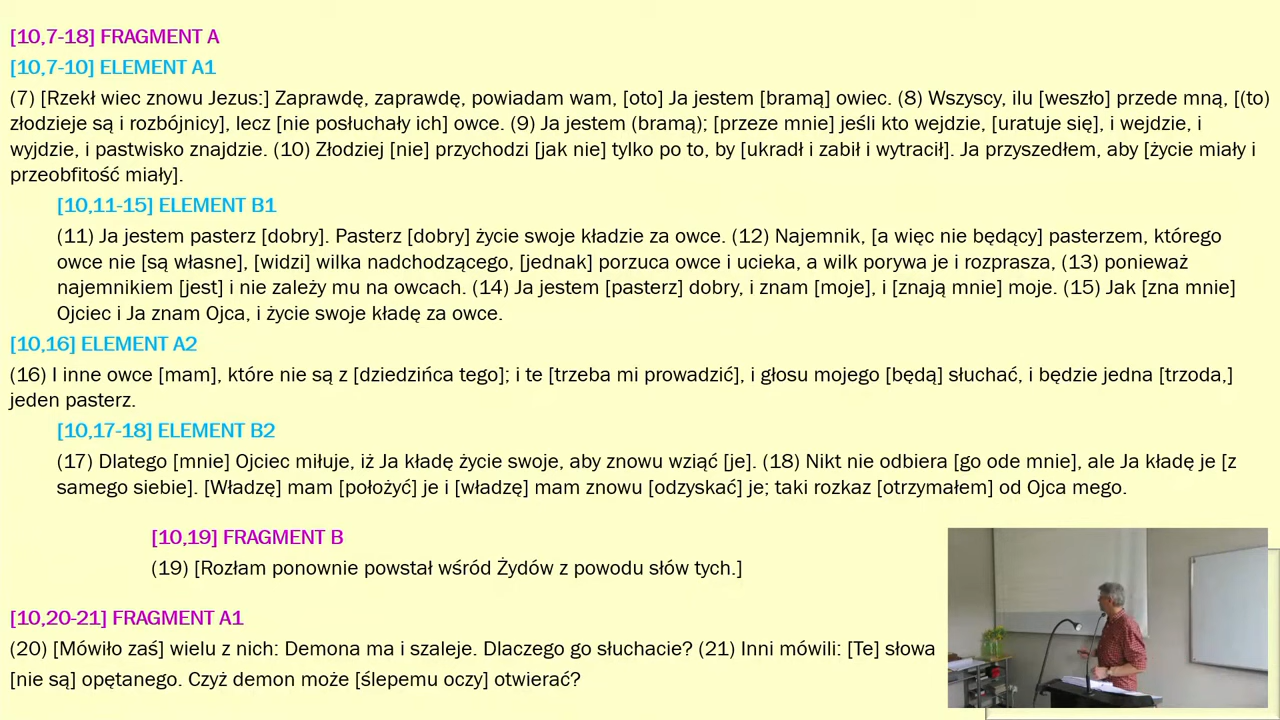 [10,7-18] FRAGMENT A
[10,7-10] ELEMENT A1
(7) [Rzekł wiec znowu Jezus:] Zaprawdę, zaprawdę, powiadam wam, [oto] Ja jestem [bramą] owiec. (8) Wszyscy, ilu [weszło] przede mną, [(to)
złodzieje są i rozbójnicy], lecz [nie posłuchały ich] owce. (9) Ja jestem (bramą); [przeze mnie] jeśli kto wejdzie, [uratuje się], i wejdzie, i
wyjdzie, i pastwisko znajdzie. (10) Złodziej [nie] przychodzi [jak nie] tylko po to, by [ukradł i zabił i wytracił]. Ja przyszedłem, aby [życie miały i
przeobfitość miały].
[10,11-15] ELEMENT B1
(11) Ja jestem pasterz [dobry]. Pasterz [dobry] życie swoje kładzie za owce. (12) Najemnik, [a więc nie będący] pasterzem, którego
owce nie [są własne], [widzi] wilka nadchodzącego, [jednak] porzuca owce i ucieka, a wilk porywa je i rozprasza, (13) ponieważ
najemnikiem [jest] i nie zależy mu na owcach. (14) Ja jestem [pasterz] dobry, i znam [moje], i [znają mnie] moje. (15) Jak [zna mnie]
Ojciec i Ja znam Ojca, i życie swoje kładę za owce.
[10,16] ELEMENT A2
(16) I inne owce [mam], które nie są z [dziedzińca tego]; i te [trzeba mi prowadzić], i głosu mojego [będą] słuchać, i będzie jedna [trzoda,]
jeden pasterz.
[10,17-18] ELEMENT B2
(17) Dlatego [mnie] Ojciec miłuje, iż Ja kładę życie swoje, aby znowu wziąć [je]. (18) Nikt nie odbiera [go ode mnie], ale Ja kładę je [z
samego siebie]. [Władzę] mam [położyć] je i [władzę] mam znowu [odzyskać] je; taki rozkaz [otrzymałem] od Ojca mego.
[10,19] FRAGMENT B
(19) [Rozłam ponownie powstał wśród Żydów z powodu słów tych.]
[10,20-21] FRAGMENT A1
(20) [Mówiło zaś] wielu z nich: Demona ma i szaleje. Dlaczego go słuchacie? (21) Inni mówili: [Te] słowa
[nie są] opętanego. Czyż demon może [ślepemu oczy] otwierać?